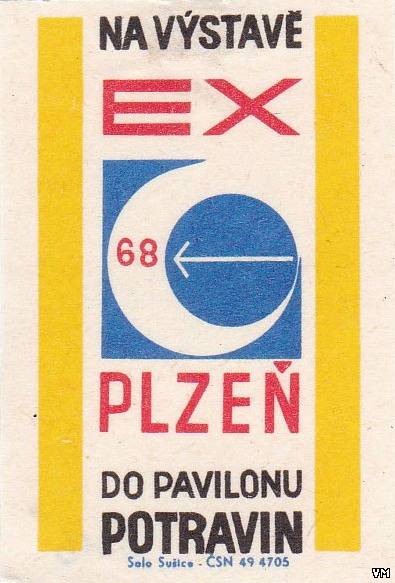 NA VÝSTAVĚ
EX
68
PLZEŇ
DO PAVILONU
POTRAVIN
Solo Sušice - ČSN 49 4705
VM